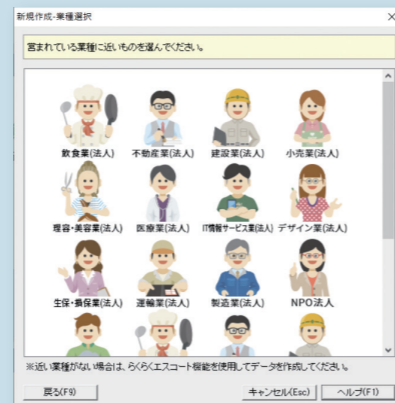 新規作成-業種選択
営まれている業種に近いものを選んでください。
飲食業(法人) 不動産業(法人) 建設業(法人) 小売業(法人)
理容・美容業(法人) 医療業(法人) IT情報サービス業(法人) デザイン業(法人)
生保・損保業(法人) 運輸業(法人) 製造業(法人) NPO法人
※近い業種がない場合は、らくらくエスコート機能を使用してデータを作成してください。
戻る(F9) キャンセル(Esc) ヘルプ(F1)